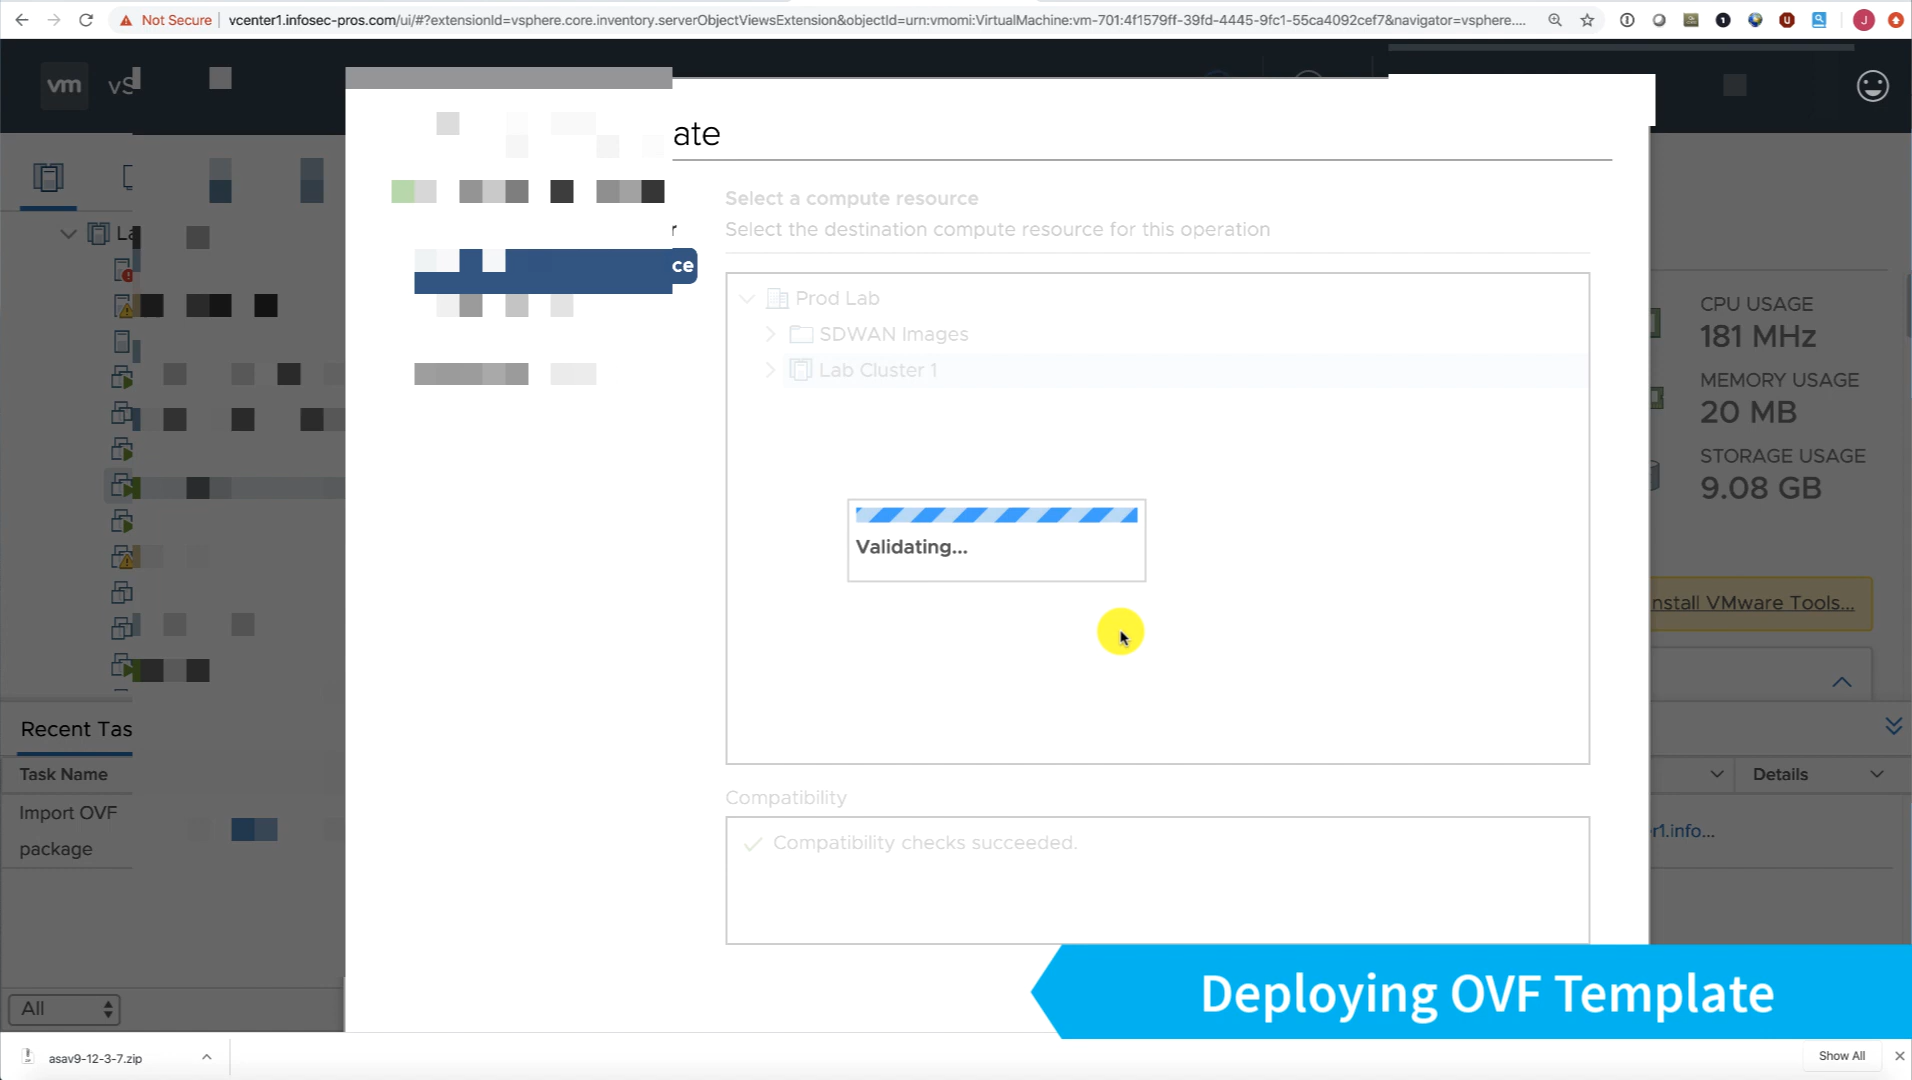 Not Secure
vcenter1.infosec-pros.com/ui/#?extensionId=vsphere.core.inventory.serverObjectViewsExtension&objectId=urn:vmomi:VirtualMachine:vm-701:4f1579ff-39fd-4445-9fc1-55ca4092cef7&navigator=vsphere....
J
vm
vS
ate
Select a compute resource
r
Select the destination compute resource for this operation
ce
Prod Lab
SDWAN Images
Lab Cluster 1
Validating...
La
CPU USAGE
181 MHz
MEMORY USAGE
20 MB
STORAGE USAGE
9.08 GB
nstall VMware Tools...
Recent Tas
Task Name
Details
Import OVF
package
r1.info...
Compatibility
Compatibility checks succeeded.
Deploying OVF Template
All
asav9-12-3-7.zip
Show All